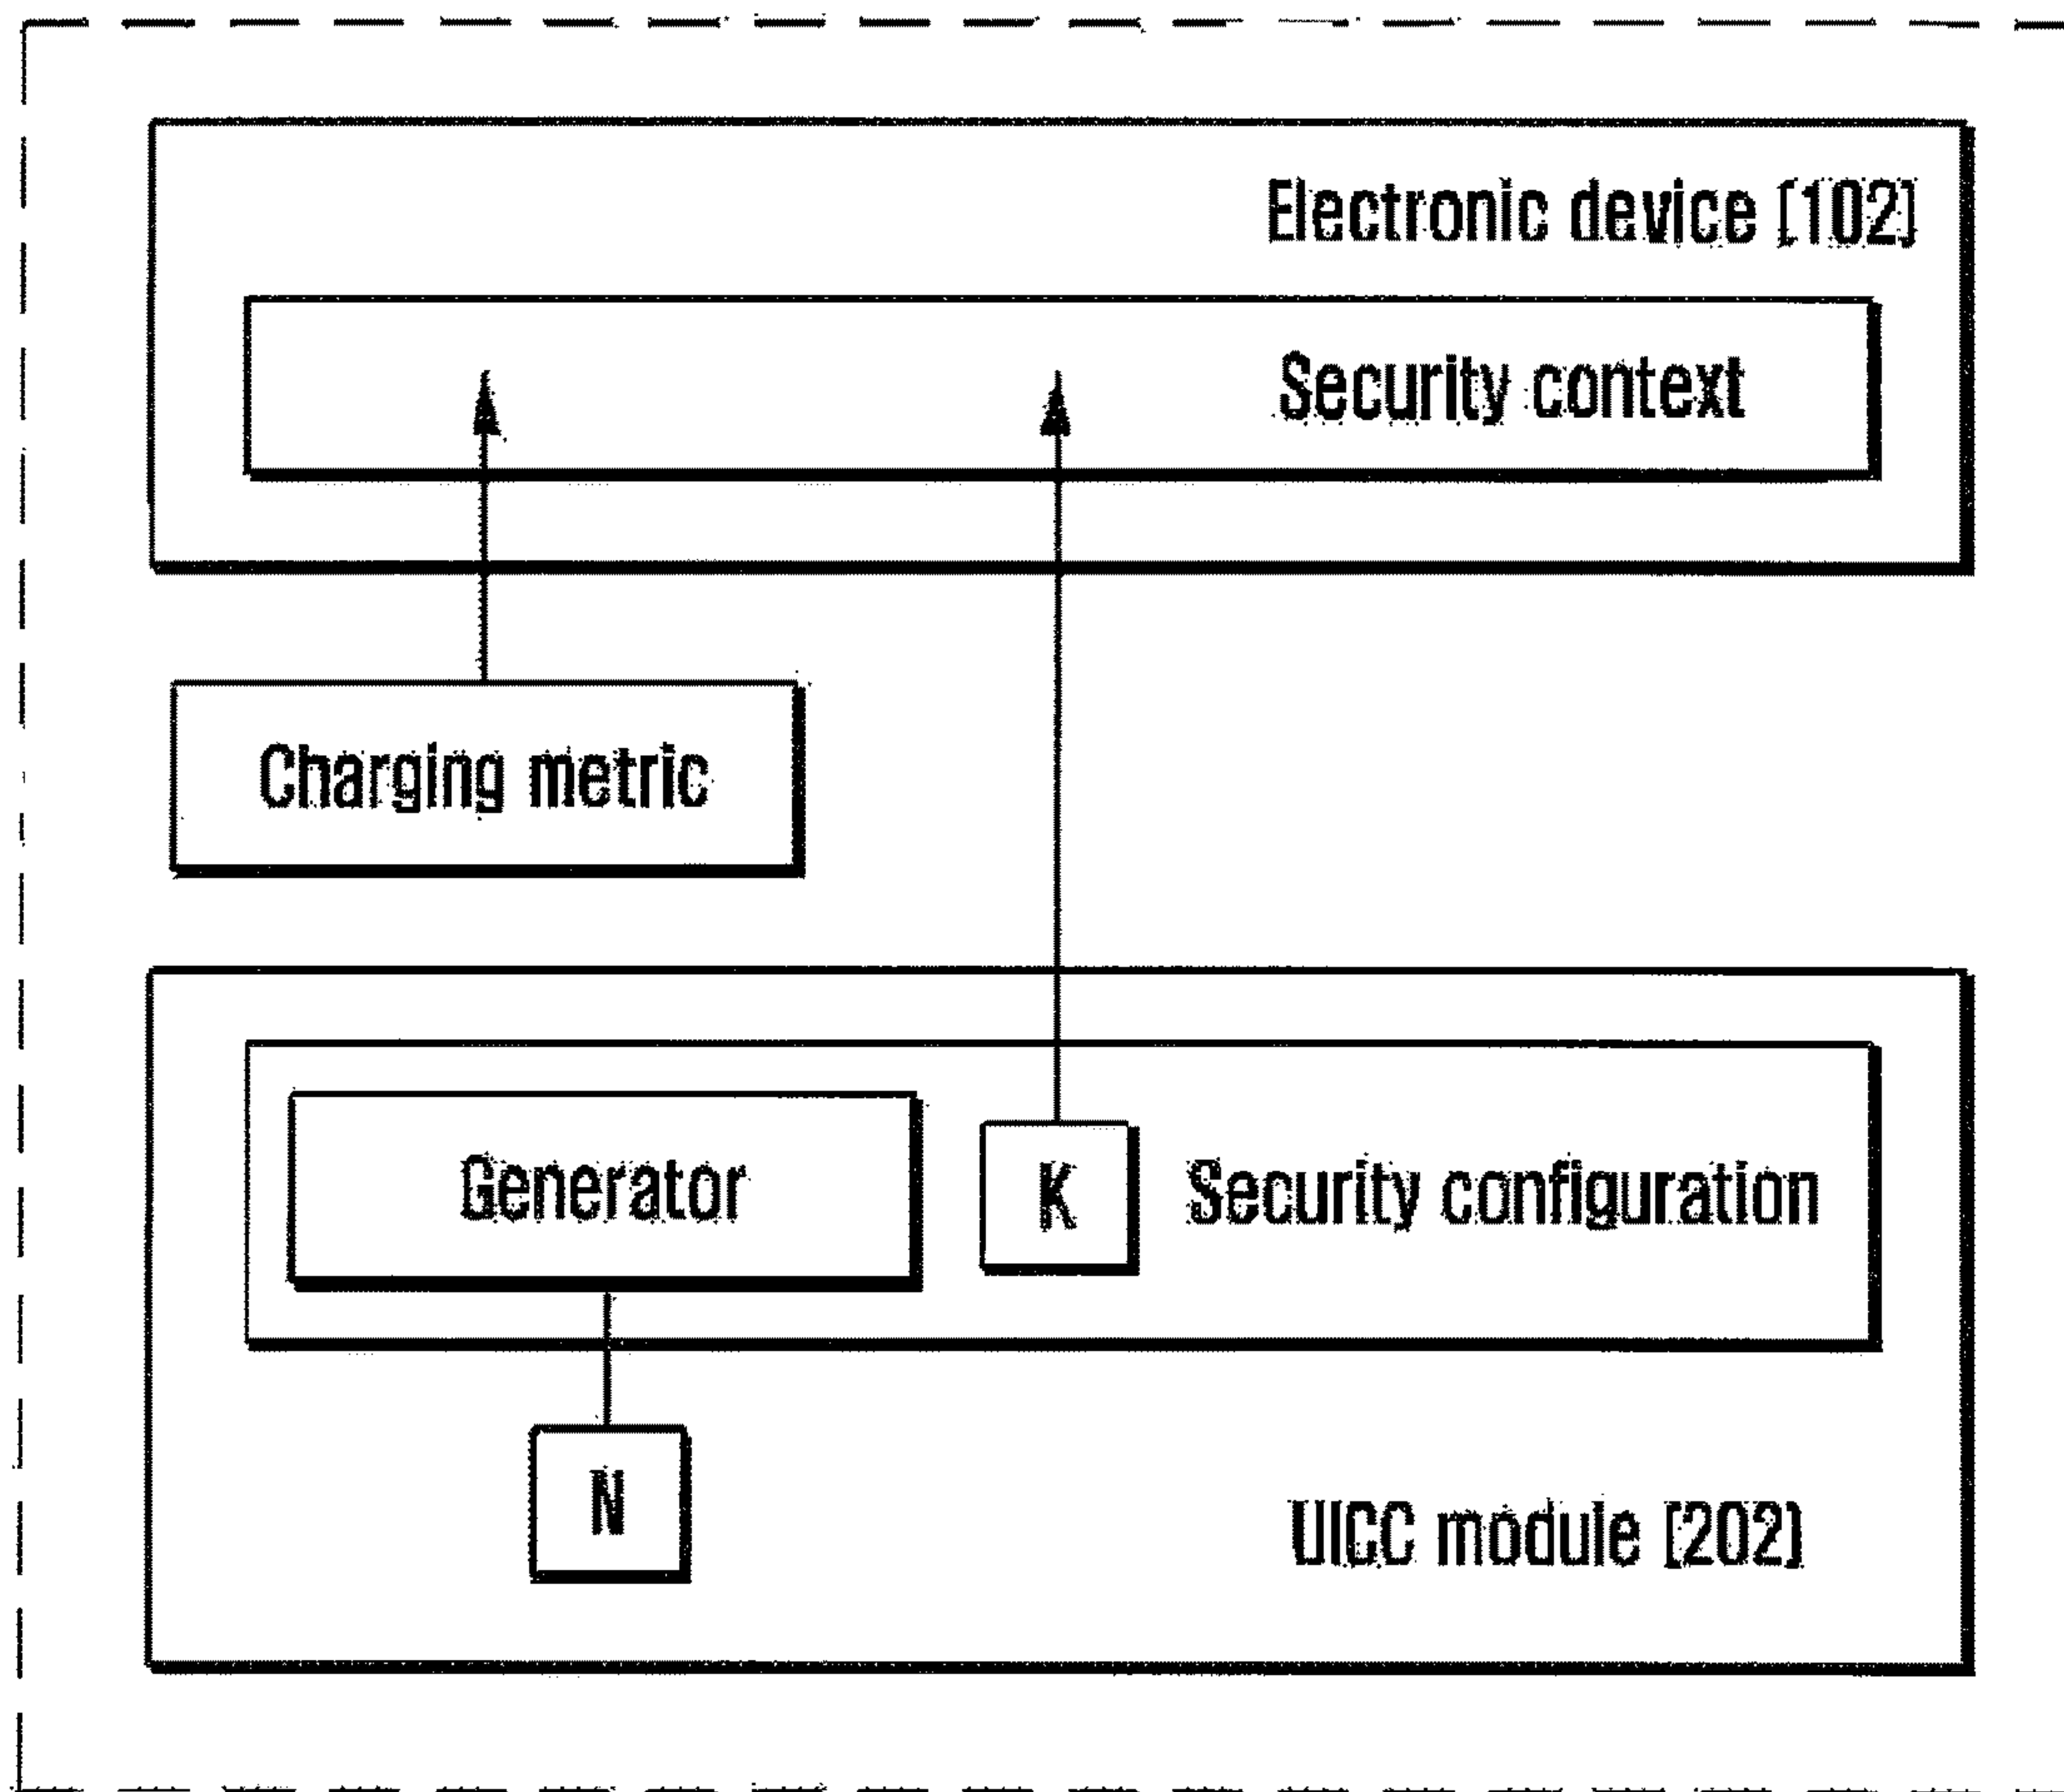 Electronic device [102]
Security context
Charging metric
Generator
K
Security configuration
N
UICC module [202]